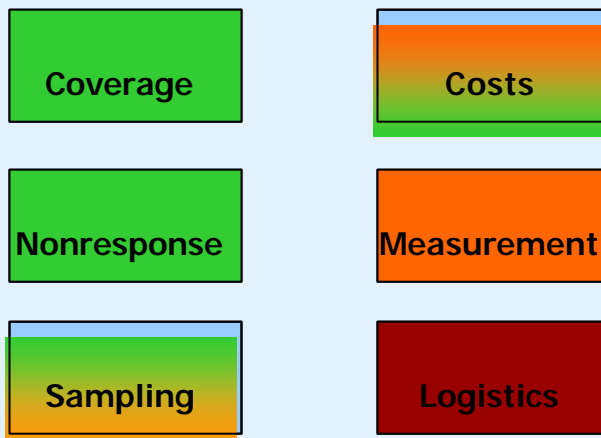 Coverage
Costs
Nonresponse
Measurement
Sampling
Logistics